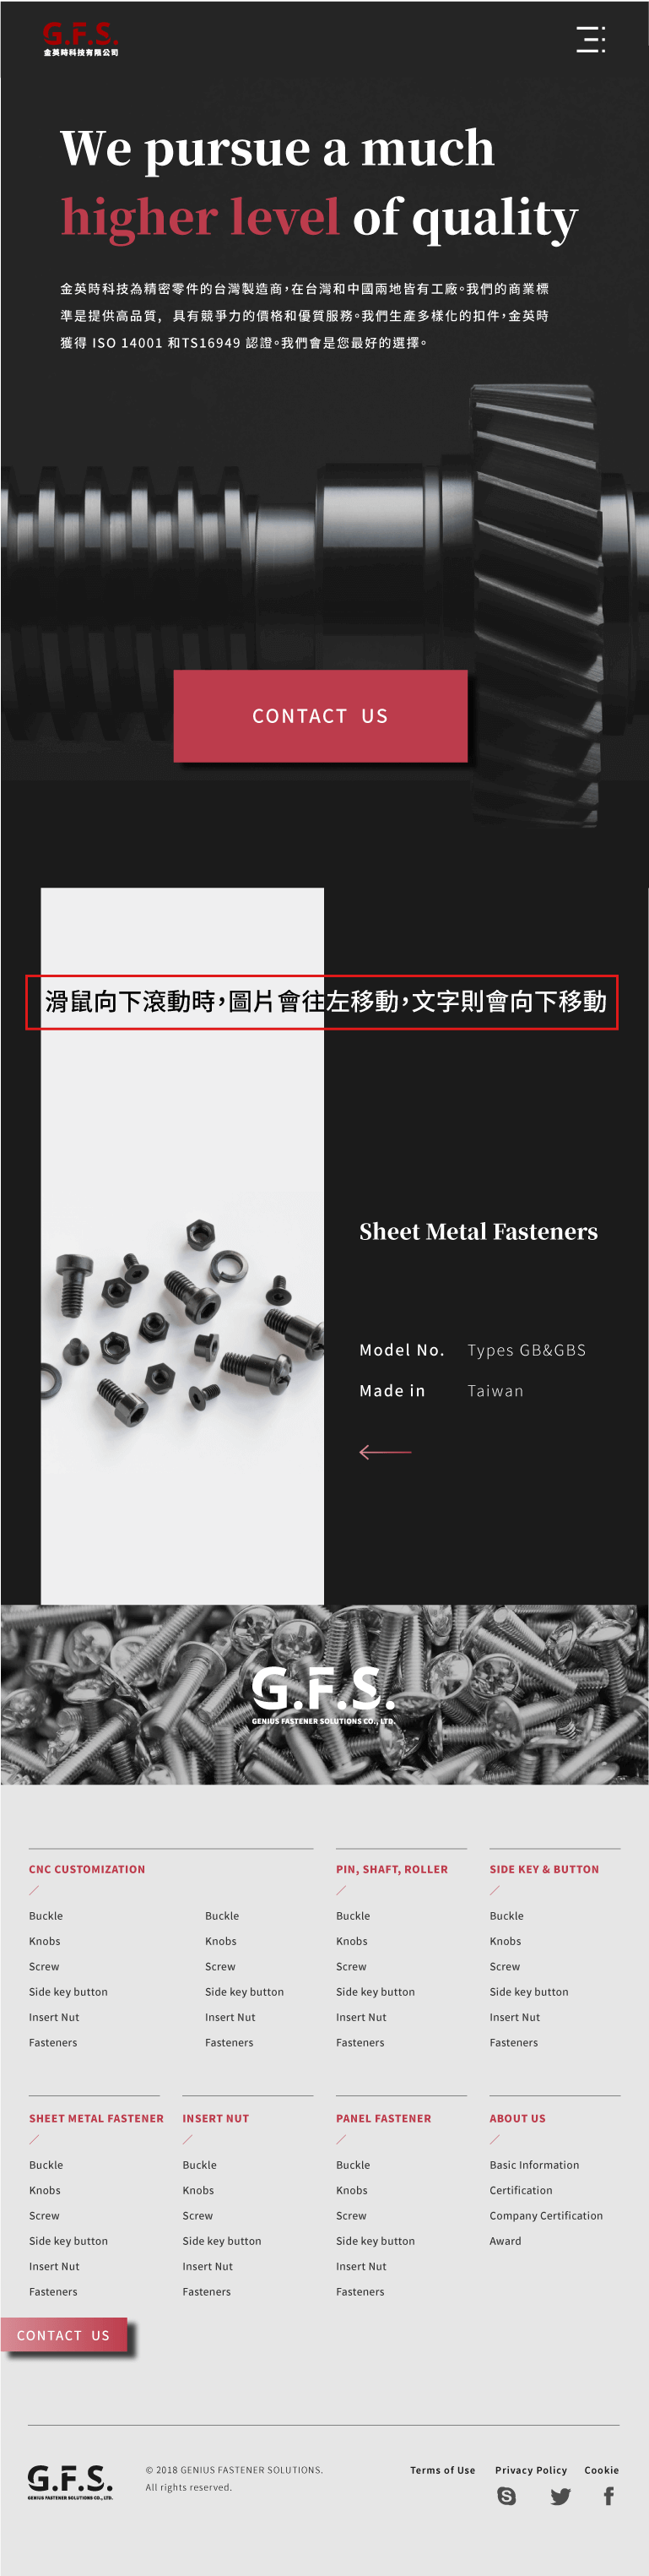 G.F.S.
金英時科技有限公司
We pursue a much
higher level of quality
金英時科技為精密零件的台灣製造商，在台灣和中國兩地皆有工廠。我們的商業標
準是提供高品質，具有競爭力的價格和優質服務。我們生產多樣化的扣件，金英時
獲得 ISO 14001 和TS16949 認證。我們會是您最好的選擇。
CONTACT US
滑鼠向下滾動時，圖片會往左移動，文字則會向下移動
Sheet Metal Fasteners
Model No. Types GB&GBS
Made in Taiwan
G.F.S.
GENIUS FASTENER SOLUTIONS CO., LTD.
CNC CUSTOMIZATION
Buckle
Knobs
Screw
Side key button
Insert Nut
Fasteners
Buckle
Knobs
Screw
Side key button
Insert Nut
Fasteners
PIN, SHAFT, ROLLER
Buckle
Knobs
Screw
Side key button
Insert Nut
Fasteners
SIDE KEY & BUTTON
Buckle
Knobs
Screw
Side key button
Insert Nut
Fasteners
SHEET METAL FASTENER
Buckle
Knobs
Screw
Side key button
Insert Nut
Fasteners
INSERT NUT
Buckle
Knobs
Screw
Side key button
Insert Nut
Fasteners
PANEL FASTENER
Buckle
Knobs
Screw
Side key button
Insert Nut
Fasteners
ABOUT US
Basic Information
Certification
Company Certification
Award
CONTACT US
G.F.S.
GENIUS FASTENER SOLUTIONS CO., LTD.
© 2018 GENIUS FASTENER SOLUTIONS.
All rights reserved.
Terms of Use Privacy Policy Cookie